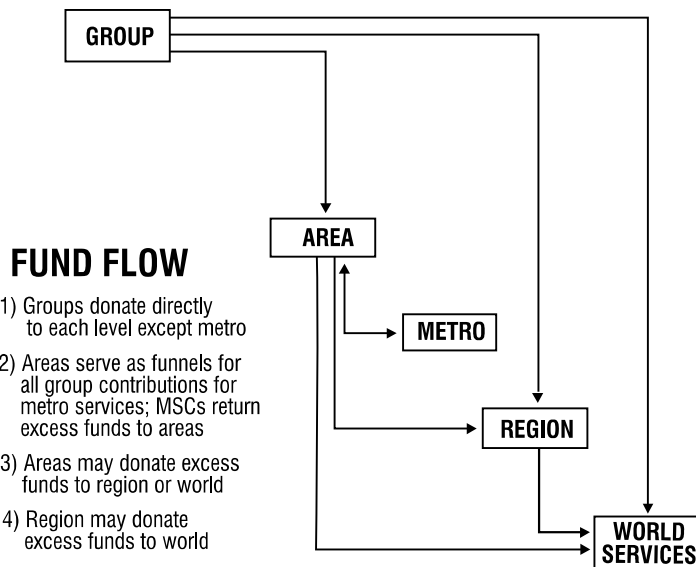 GROUP
AREA
FUND FLOW
1) Groups donate directly
to each level except metro
METRO
2) Areas serve as funnels for
all group contributions for
metro services; MSCs return
excess funds to areas
REGION
3) Areas may donate excess
funds to region or world
4) Region may donate
excess funds to world
WORLD
SERVICES